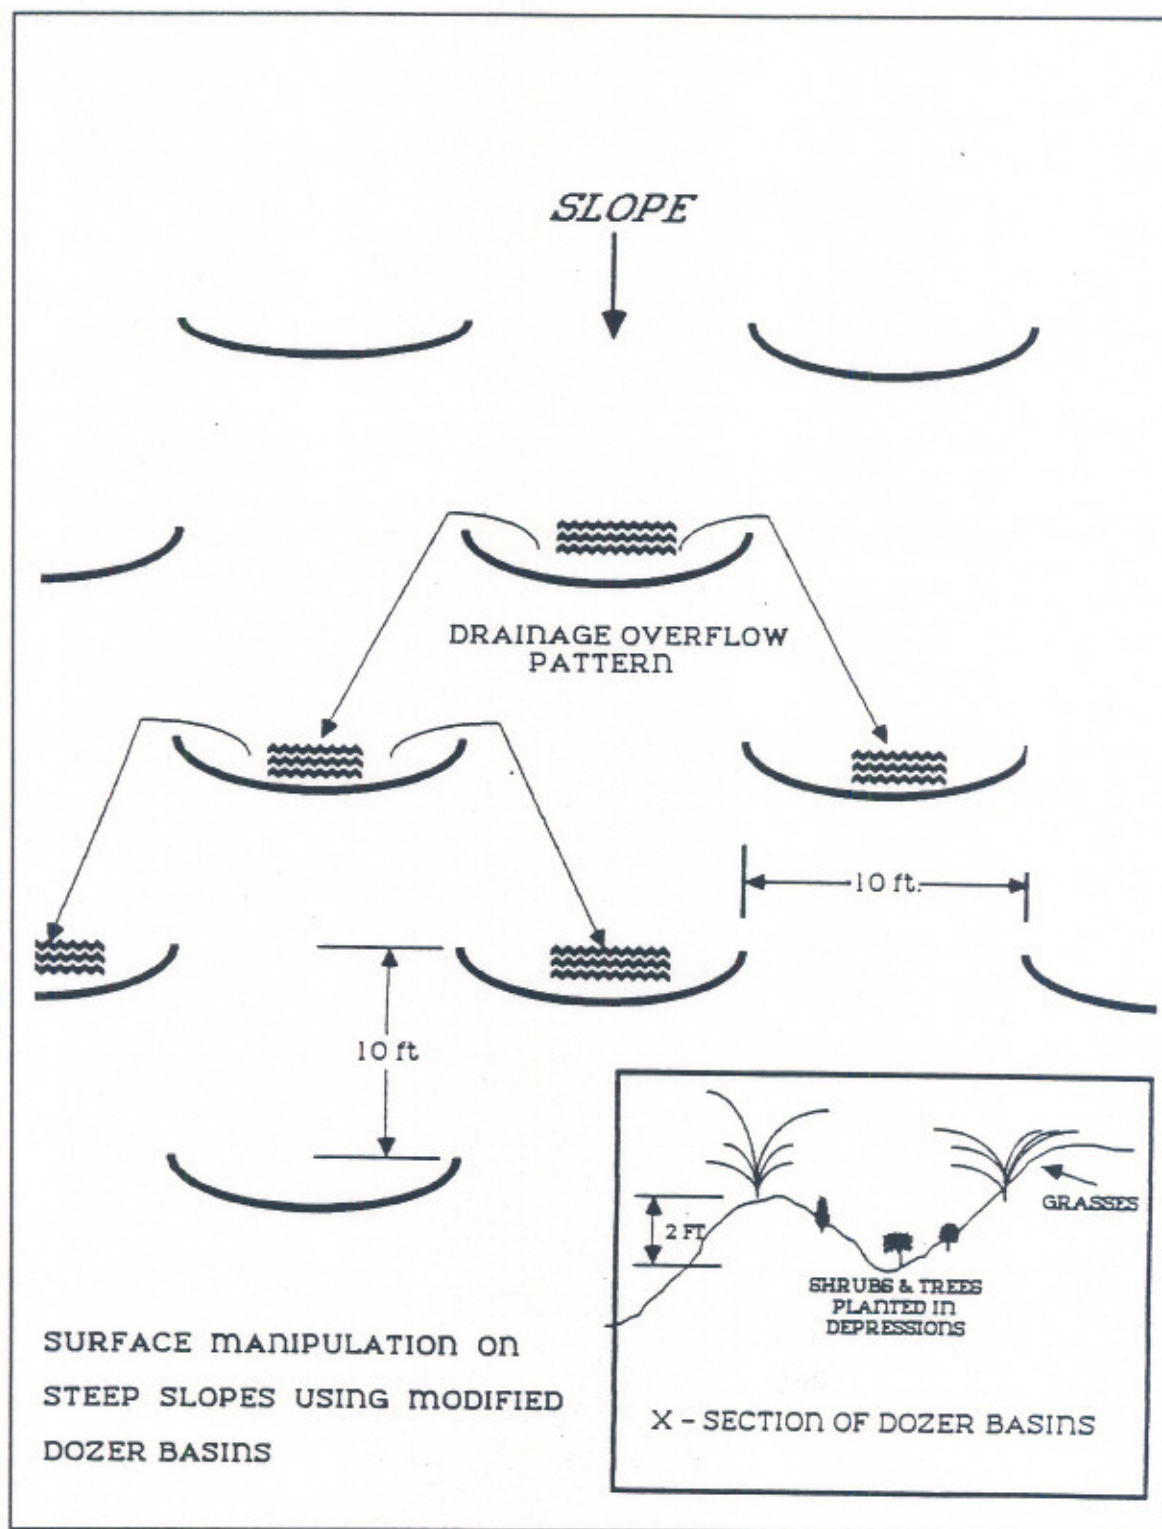 SLOPE
DRAINAGE OVERFLOW
PATTERN
10 ft.
10 ft
2 FT
GRASSES
SHRUBS & TREES
PLANTED IN
DEPRESSIONS
X - SECTION OF DOZER BASINS
SURFACE MANIPULATION ON
STEEP SLOPES USING MODIFIED
DOZER BASINS